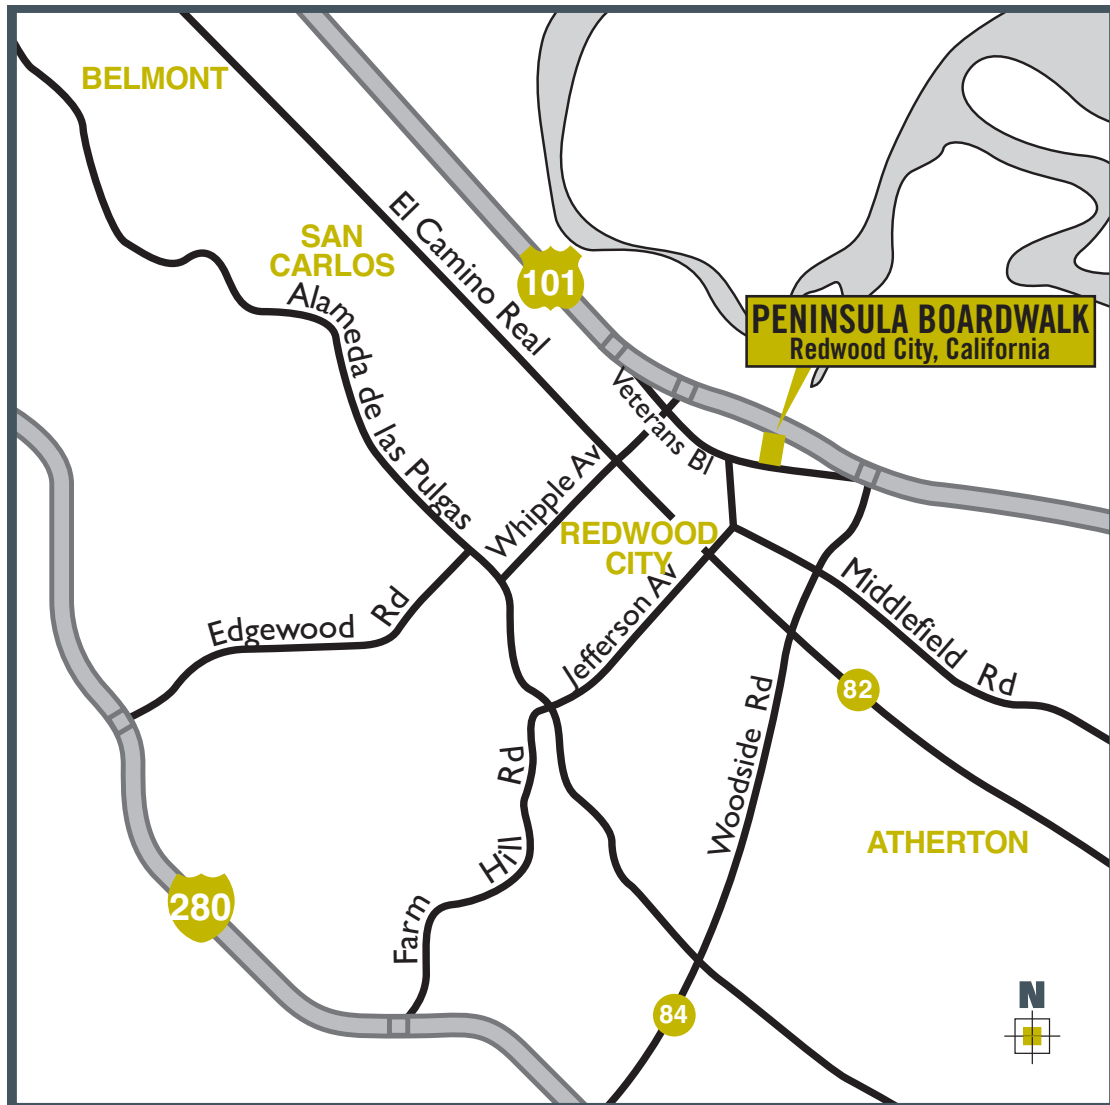 BELMONT
El Camino Real
SAN
CARLOS
101
Alameda de las Pulgas
PENINSULA BOARDWALK
Redwood City, California
Veterans Bl
Whipple Av
REDWOOD
CITY
Jefferson Av
Middlefield Rd
Edgewood Rd
82
Woodside Rd
Farm Hill Rd
ATHERTON
280
84
N